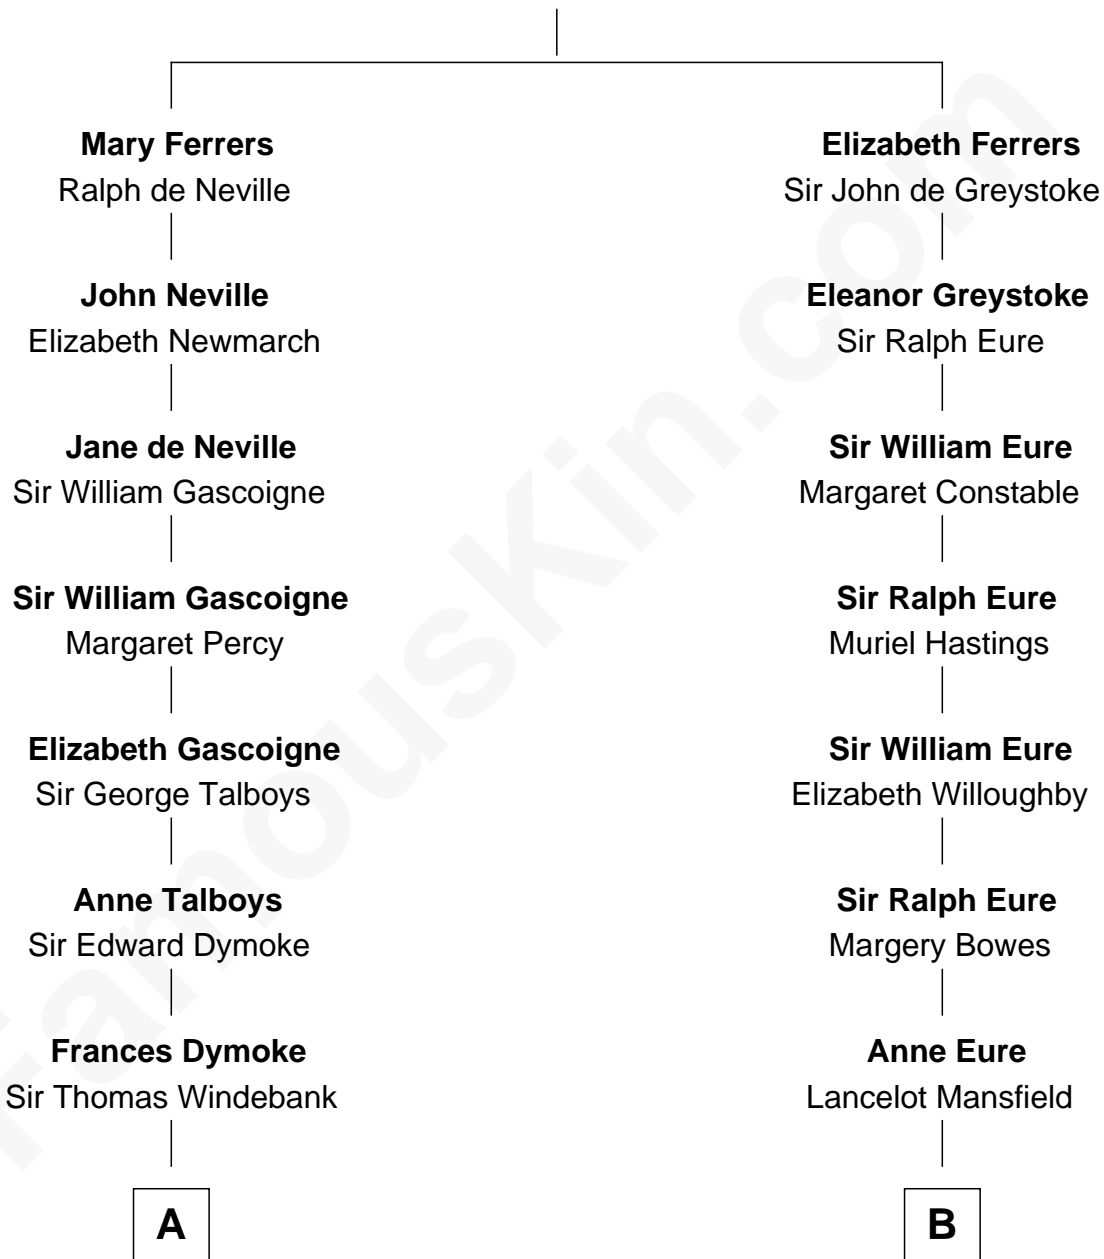 Mary Ferrers
Ralph de Neville
John Neville
Elizabeth Newmarch
Jane de Neville
Sir William Gascoigne
Sir William Gascoigne
Margaret Percy
Elizabeth Gascoigne
Sir George Talboys
Anne Talboys
Sir Edward Dymoke
Frances Dymoke
Sir Thomas Windebank
A
Elizabeth Ferrers
Sir John de Greystoke
Eleanor Greystoke
Sir Ralph Eure
Sir William Eure
Margaret Constable
Sir Ralph Eure
Muriel Hastings
Sir William Eure
Elizabeth Willoughby
Sir Ralph Eure
Margery Bowes
Anne Eure
Lancelot Mansfield
B
FamousKin.com